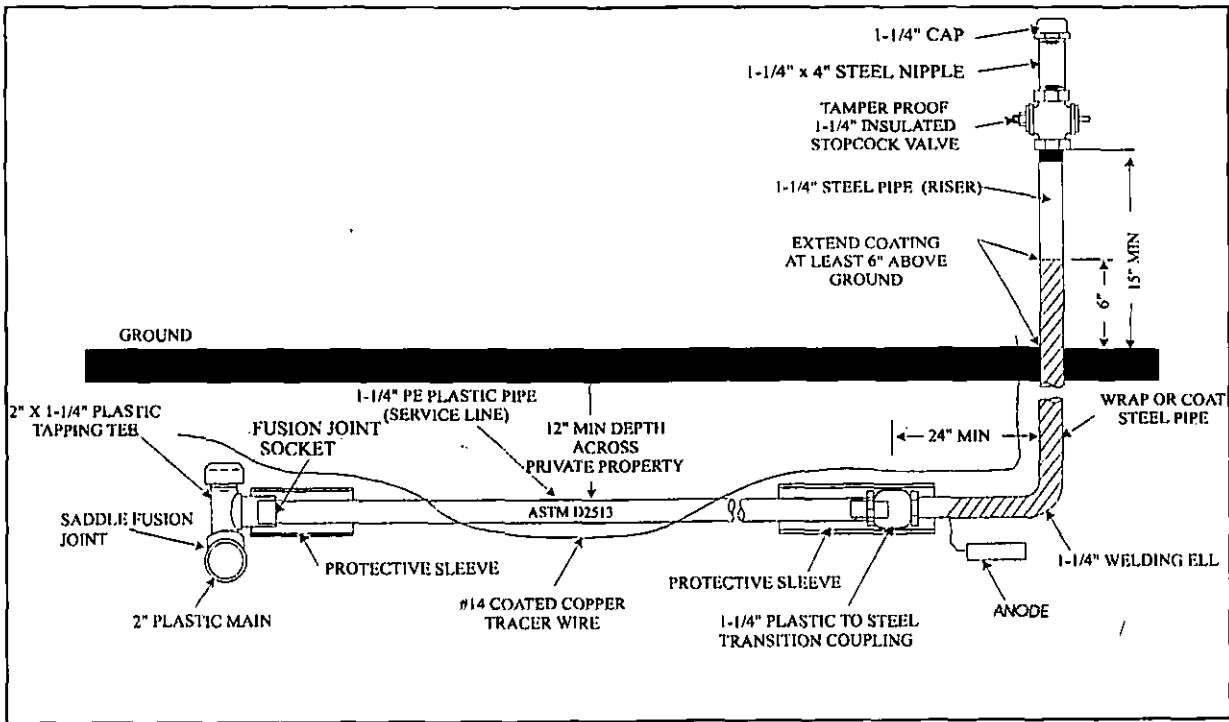 1-1/4" CAP
1-1/4" x 4" STEEL NIPPLE
TAMPER PROOF
1-1/4" INSULATED
STOPCOCK VALVE
1-1/4" STEEL PIPE (RISER)
EXTEND COATING
AT LEAST 6" ABOVE
GROUND
15" MIN
6"
GROUND
1-1/4" PE PLASTIC PIPE
(SERVICE LINE)
2" X 1-1/4" PLASTIC
TAPPING TEE
FUSION JOINT
SOCKET
12" MIN DEPTH
ACROSS
PRIVATE PROPERTY
24" MIN
WRAP OR COAT
STEEL PIPE
ASTM D2513
SADDLE FUSION
JOINT
PROTECTIVE SLEEVE
PROTECTIVE SLEEVE
1-1/4" WELDING ELL
2" PLASTIC MAIN
#14 COATED COPPER
TRACER WIRE
1-1/4" PLASTIC TO STEEL
TRANSITION COUPLING
ANODE